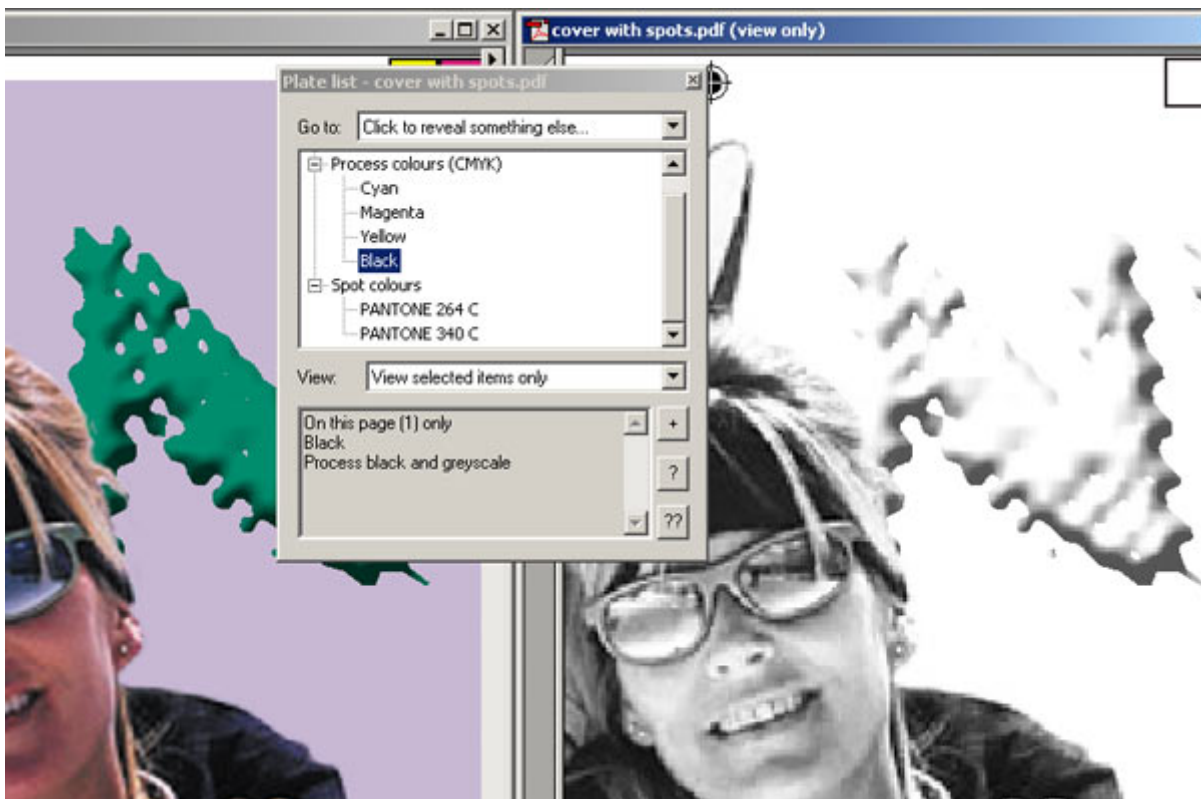 cover with spots.pdf (view only)
Plate list - cover with spots.pdf
Go to: Click to reveal something else...
Process colours (CMYK)
Cyan
Magenta
Yellow
Black
Spot colours
PANTONE 264 C
PANTONE 340 C
View: View selected items only
On this page (1) only
Black
Process black and greyscale
+
?
??